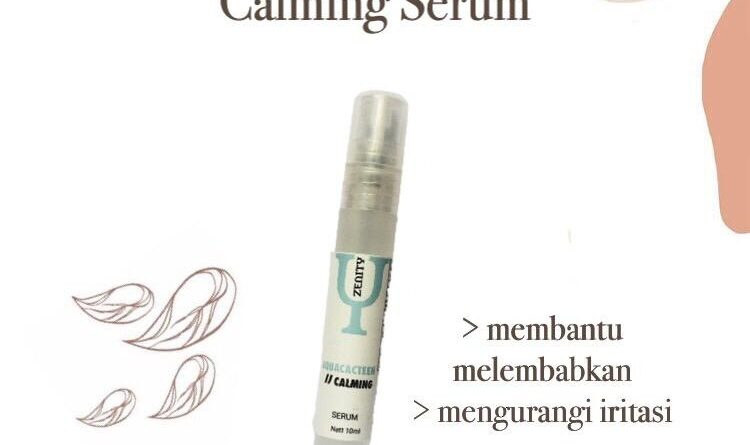 Calming Serum
ZENITY
AQUACACTEEN
// CALMING
SERUM
Nett 10ml
> membantu
melembabkan
> mengurangi iritasi